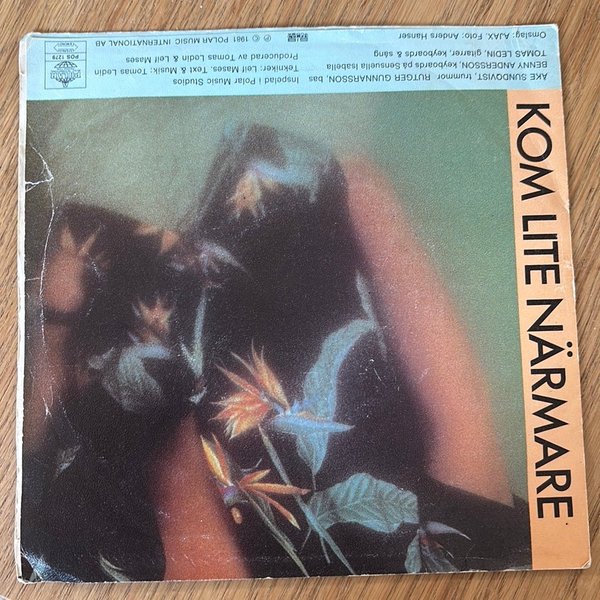 KOM LITE NÄRMARE
ÅKE SUNDQVIST trummor RUTGER GUNNARSSON, bas
BENNY ANDERSSON, keyboards på Sensuella Isabella
TOMAS LEDIN, gitarrer, keyboards & sång
Inspelad i Polar Music Studios
Tekniker: Leif Mases. Text & Musik: Tomas Ledin
Producerad av Tomas Ledin & Leif Mases
Omslag: AJAX. Foto: Anders Hanser
℗ © 1981 POLAR MUSIC INTERNATIONAL AB
POS 1279